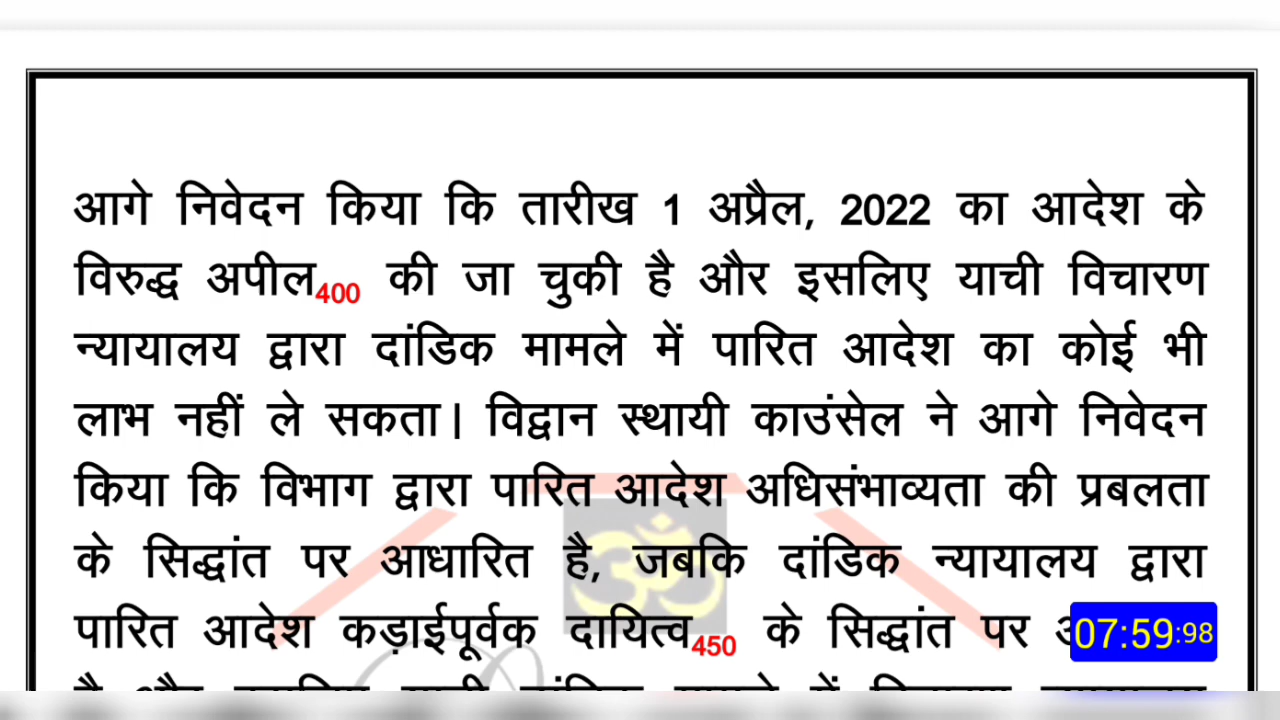 आगे निवेदन किया कि तारीख 1 अप्रैल, 2022 का आदेश के
विरुद्ध अपील400 की जा चुकी है और इसलिए याची विचारण
न्यायालय द्वारा दांडिक मामले में पारित आदेश का कोई भी
लाभ नहीं ले सकता। विद्वान स्थायी काउंसेल ने आगे निवेदन
किया कि विभाग द्वारा पारित आदेश अधिसंभाव्यता की प्रबलता
के सिद्धांत पर आधारित है, जबकि दांडिक न्यायालय द्वारा
पारित आदेश कड़ाईपूर्वक दायित्व450 के सिद्धांत पर
07:59:98
ॐ